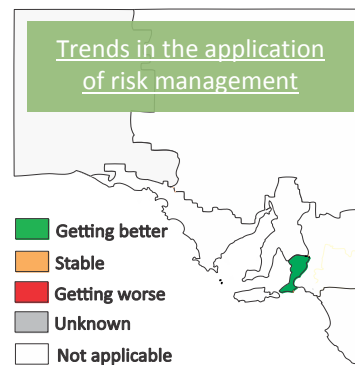 Trends in the application
of risk management
Getting better
Stable
Getting worse
Unknown
Not applicable